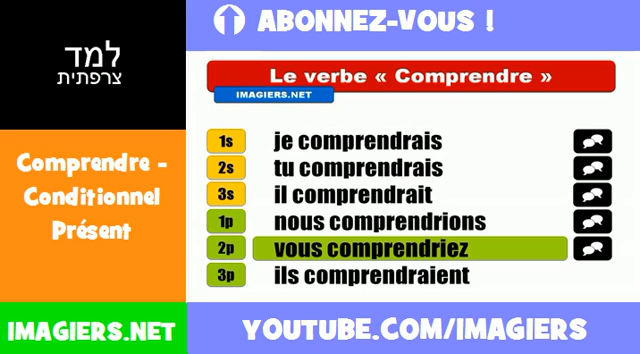 למד
צרפתית
Comprendre -
Conditionnel
Présent
IMAGIERS.NET
ABONNEZ-VOUS !
Le verbe « Comprendre »
IMAGIERS.NET
1s je comprendrais
2s tu comprendrais
3s il comprendrait
1p nous comprendrions
2p vous comprendriez
3p ils comprendraient
YOUTUBE.COM/IMAGIERS